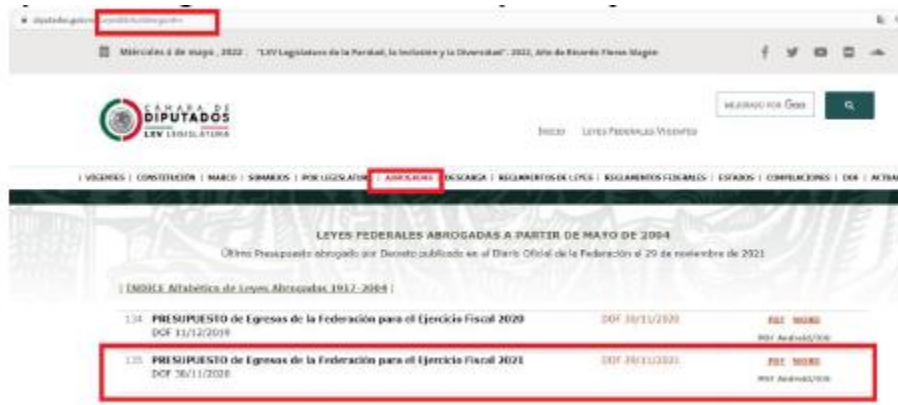 Miércoles 4 de mayo, 2022 . "LXV Legislatura de la Paridad, la Inclusión y la Diversidad". 2022, Año de Ricardo Flores Magón
CÁMARA DE
DIPUTADOS
LXV LEGISLATURA
MEJORADO POR Goo
INICIO LEYES FEDERALES VIGENTES
| VIGENTES | CONSTITUCIÓN | MARCO | SUMARIOS | POR LEGISLATURA | ABROGADAS | DESCARGA | REGLAMENTOS DE LEYES | REGLAMENTOS FEDERALES | ESTADOS | COMPILACIONES | DOF | ACTUA
LEYES FEDERALES ABROGADAS A PARTIR DE MAYO DE 2004
Último Presupuesto abrogado por Decreto publicado en el Diario Oficial de la Federación el 29 de noviembre de 2021
| ÍNDICE Alfabético de Leyes Abrogadas 1917-2004 |
134 PRESUPUESTO de Egresos de la Federación para el Ejercicio Fiscal 2020 DOF 30/11/2020 PDF WORD
DOF 11/12/2019 PDF Android/IOS
135 PRESUPUESTO de Egresos de la Federación para el Ejercicio Fiscal 2021 DOF 29/11/2021 PDF WORD
DOF 30/11/2020 PDF Android/IOS